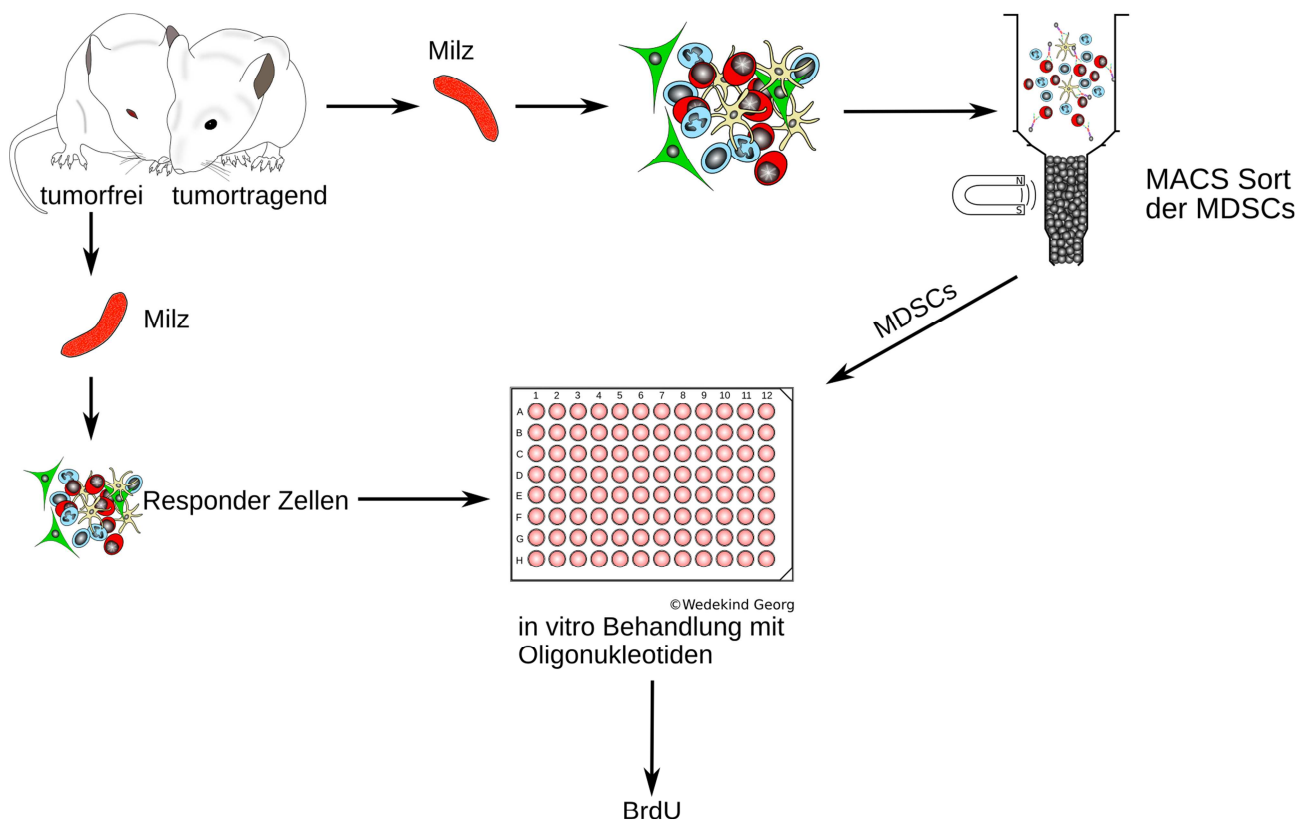 Milz
tumorfrei tumortragend
N
S
MACS Sort
der MDSCs
Milz
MDSCs
1 2 3 4 5 6 7 8 9 10 11 12
A
B
C
D
E
F
G
H
Responder Zellen
©Wedekind Georg
in vitro Behandlung mit
Oligonukleotiden
BrdU